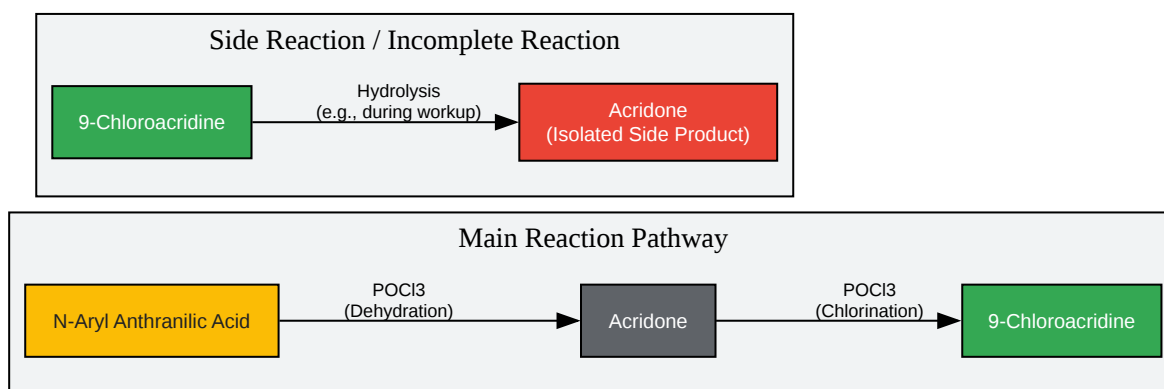 Side Reaction / Incomplete Reaction
9-Chloroacridine
Hydrolysis
(e.g., during workup)
Acridone
(Isolated Side Product)
Main Reaction Pathway
N-Aryl Anthranilic Acid
POCl3
(Dehydration)
Acridone
POCl3
(Chlorination)
9-Chloroacridine